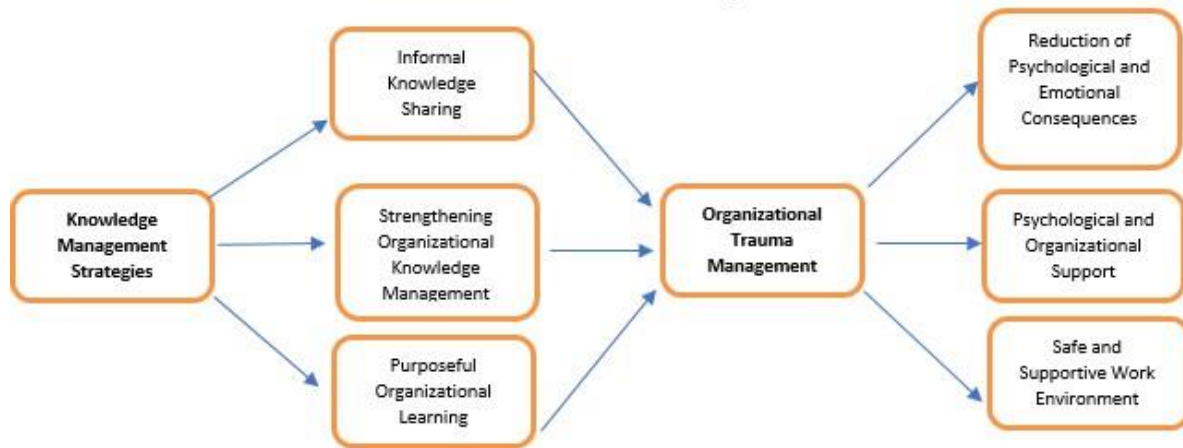 Informal
Knowledge
Sharing
Reduction of
Psychological and
Emotional
Consequences
Knowledge
Management
Strategies
Strengthening
Organizational
Knowledge
Management
Organizational
Trauma
Management
Psychological and
Organizational
Support
Purposeful
Organizational
Learning
Safe and
Supportive Work
Environment